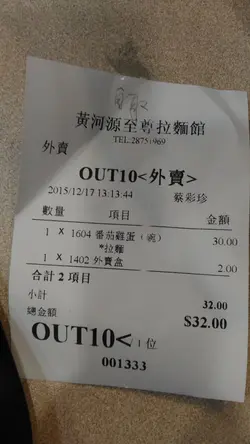 自取
黃河源至尊拉麵館
外賣
OUT10<外賣>
2015/12/17 13:13:44 蔡彩珍
數量 項目 金額
1 X 1604 番茄雞蛋(湯) 30.00
*拉麵
1 X 1402 外賣盒 2.00
合計 2 項目
小計 32.00
總金額 $32.00
OUT10< /1 位
001333